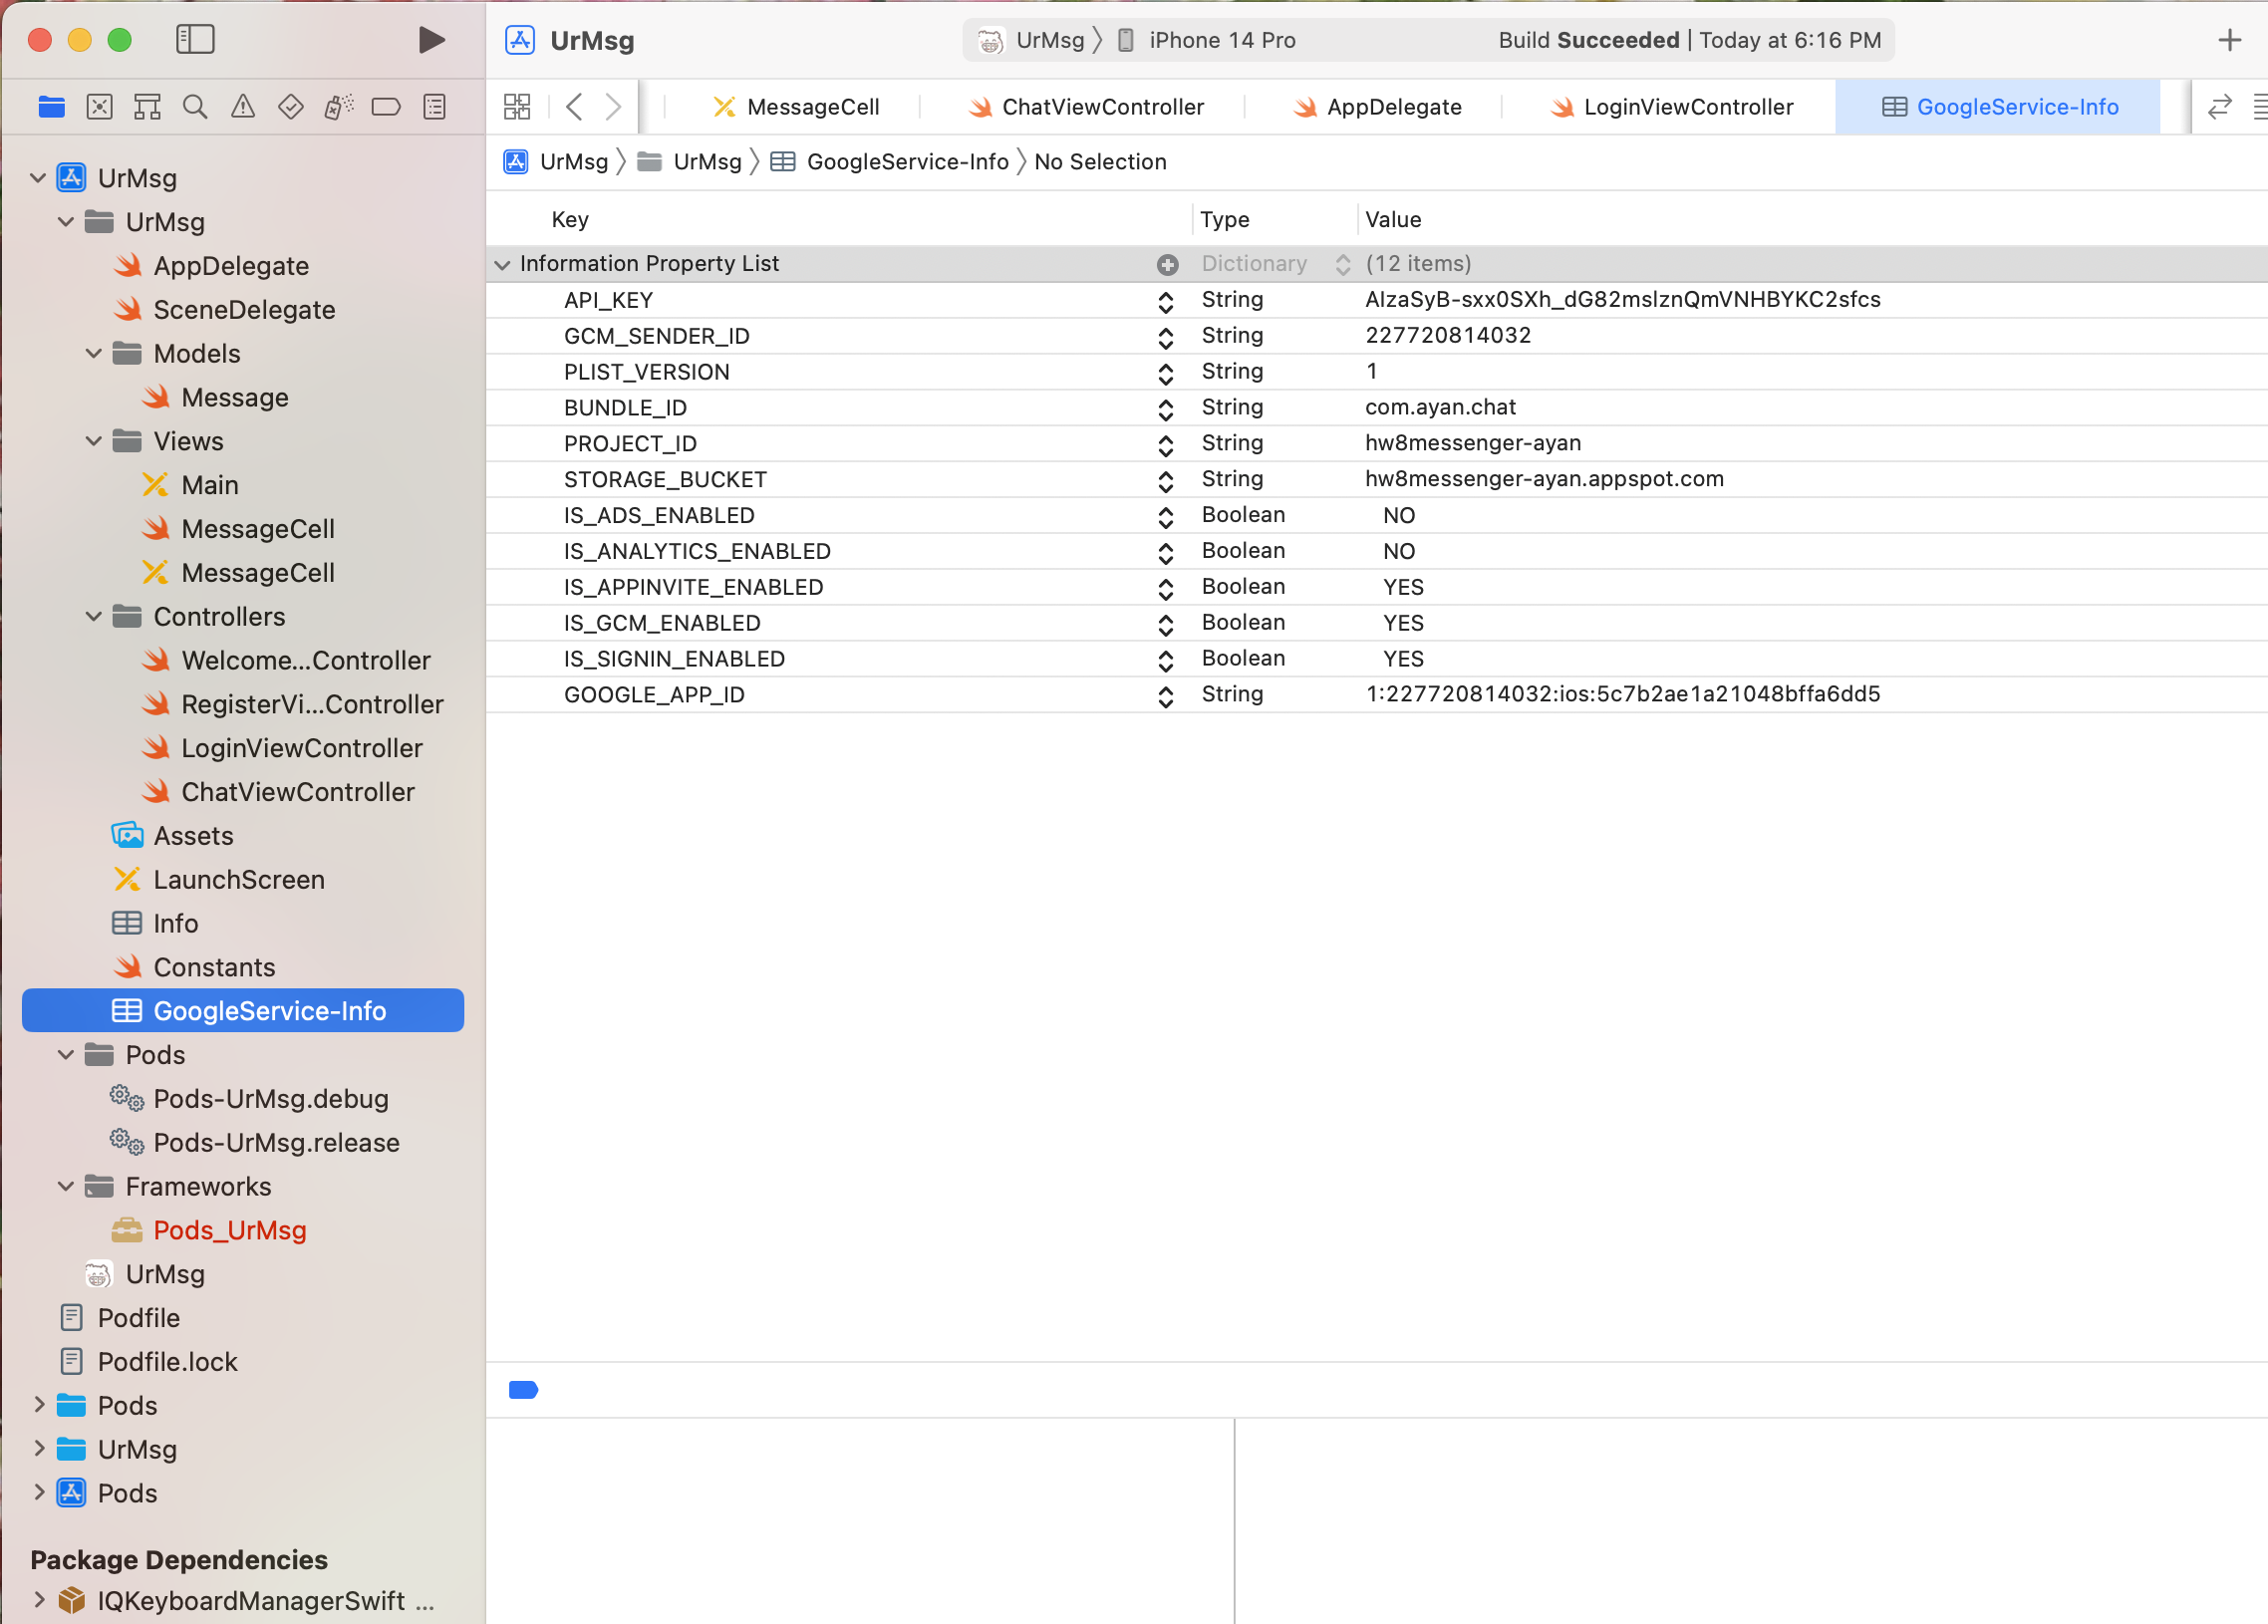 UrMsg
UrMsg
iPhone 14 Pro
Build Succeeded | Today at 6:16 PM
MessageCell
ChatViewController
AppDelegate
LoginViewController
GoogleService-Info
UrMsg
UrMsg
GoogleService-Info
No Selection
UrMsg
UrMsg
AppDelegate
SceneDelegate
Models
Message
Views
Main
MessageCell
MessageCell
Controllers
Welcome...Controller
RegisterVi...Controller
LoginViewController
ChatViewController
Assets
LaunchScreen
Info
Constants
GoogleService-Info
Pods
Pods-UrMsg.debug
Pods-UrMsg.release
Frameworks
Pods_UrMsg
UrMsg
Podfile
Podfile.lock
Pods
UrMsg
Pods
Package Dependencies
IQKeyboardManagerSwift ...
Key Type Value
Information Property List Dictionary (12 items)
API_KEY String AIzaSyB-sxx0SXh_dG82mslznQmVNHBYKC2sfcs
GCM_SENDER_ID String 227720814032
PLIST_VERSION String 1
BUNDLE_ID String com.ayan.chat
PROJECT_ID String hw8messenger-ayan
STORAGE_BUCKET String hw8messenger-ayan.appspot.com
IS_ADS_ENABLED Boolean NO
IS_ANALYTICS_ENABLED Boolean NO
IS_APPINVITE_ENABLED Boolean YES
IS_GCM_ENABLED Boolean YES
IS_SIGNIN_ENABLED Boolean YES
GOOGLE_APP_ID String 1:227720814032:ios:5c7b2ae1a21048bffa6dd5